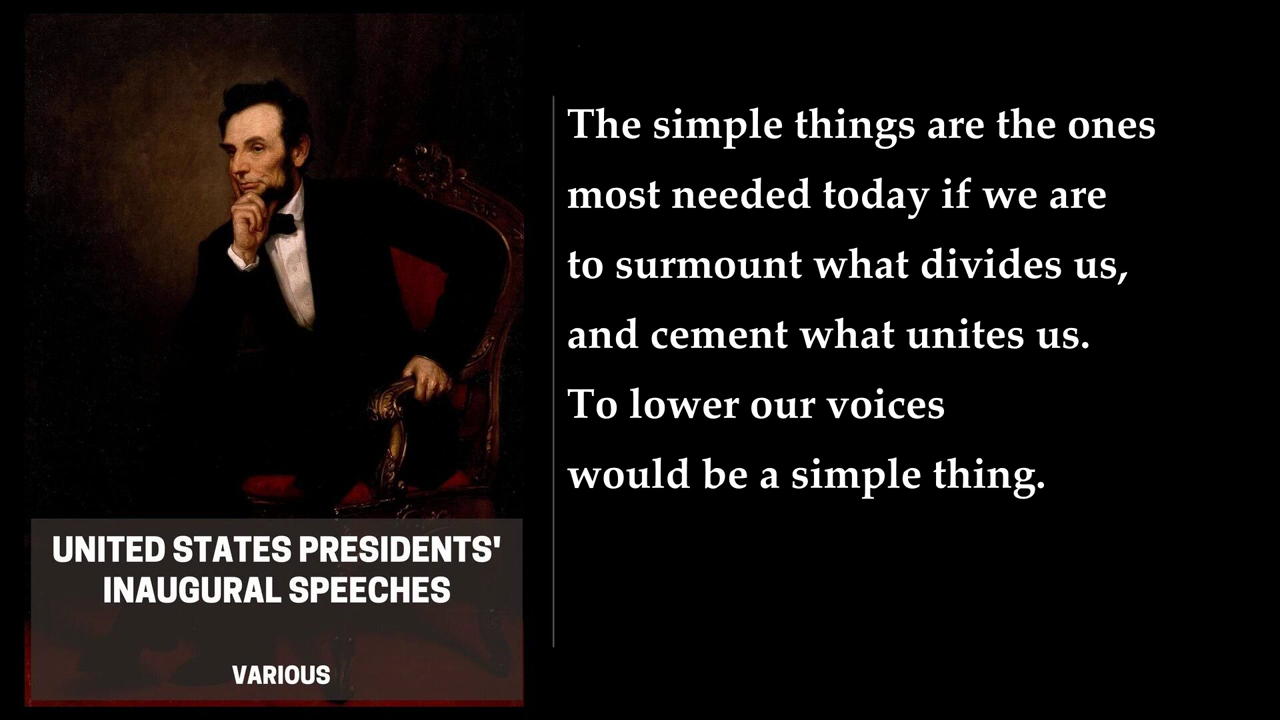 The simple things are the ones
most needed today if we are
to surmount what divides us,
and cement what unites us.
To lower our voices
would be a simple thing.
UNITED STATES PRESIDENTS'
INAUGURAL SPEECHES
VARIOUS